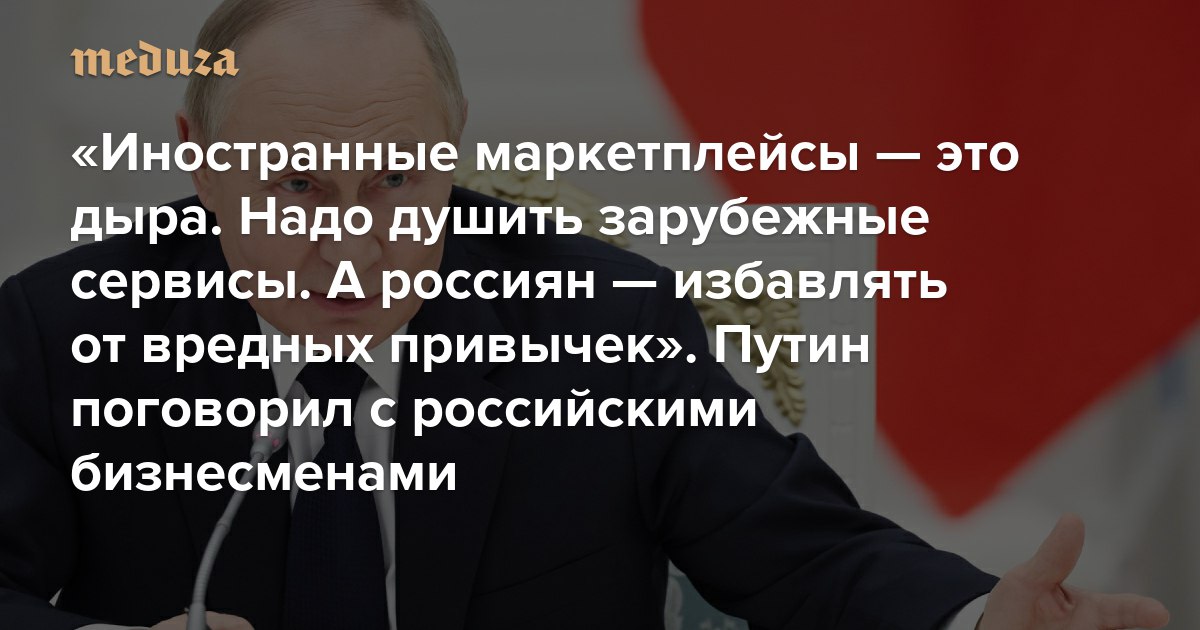 meduza
«Иностранные маркетплейсы — это
дыра. Надо душить зарубежные
сервисы. А россиян — избавлять
от вредных привычек». Путин
поговорил с российскими
бизнесменами